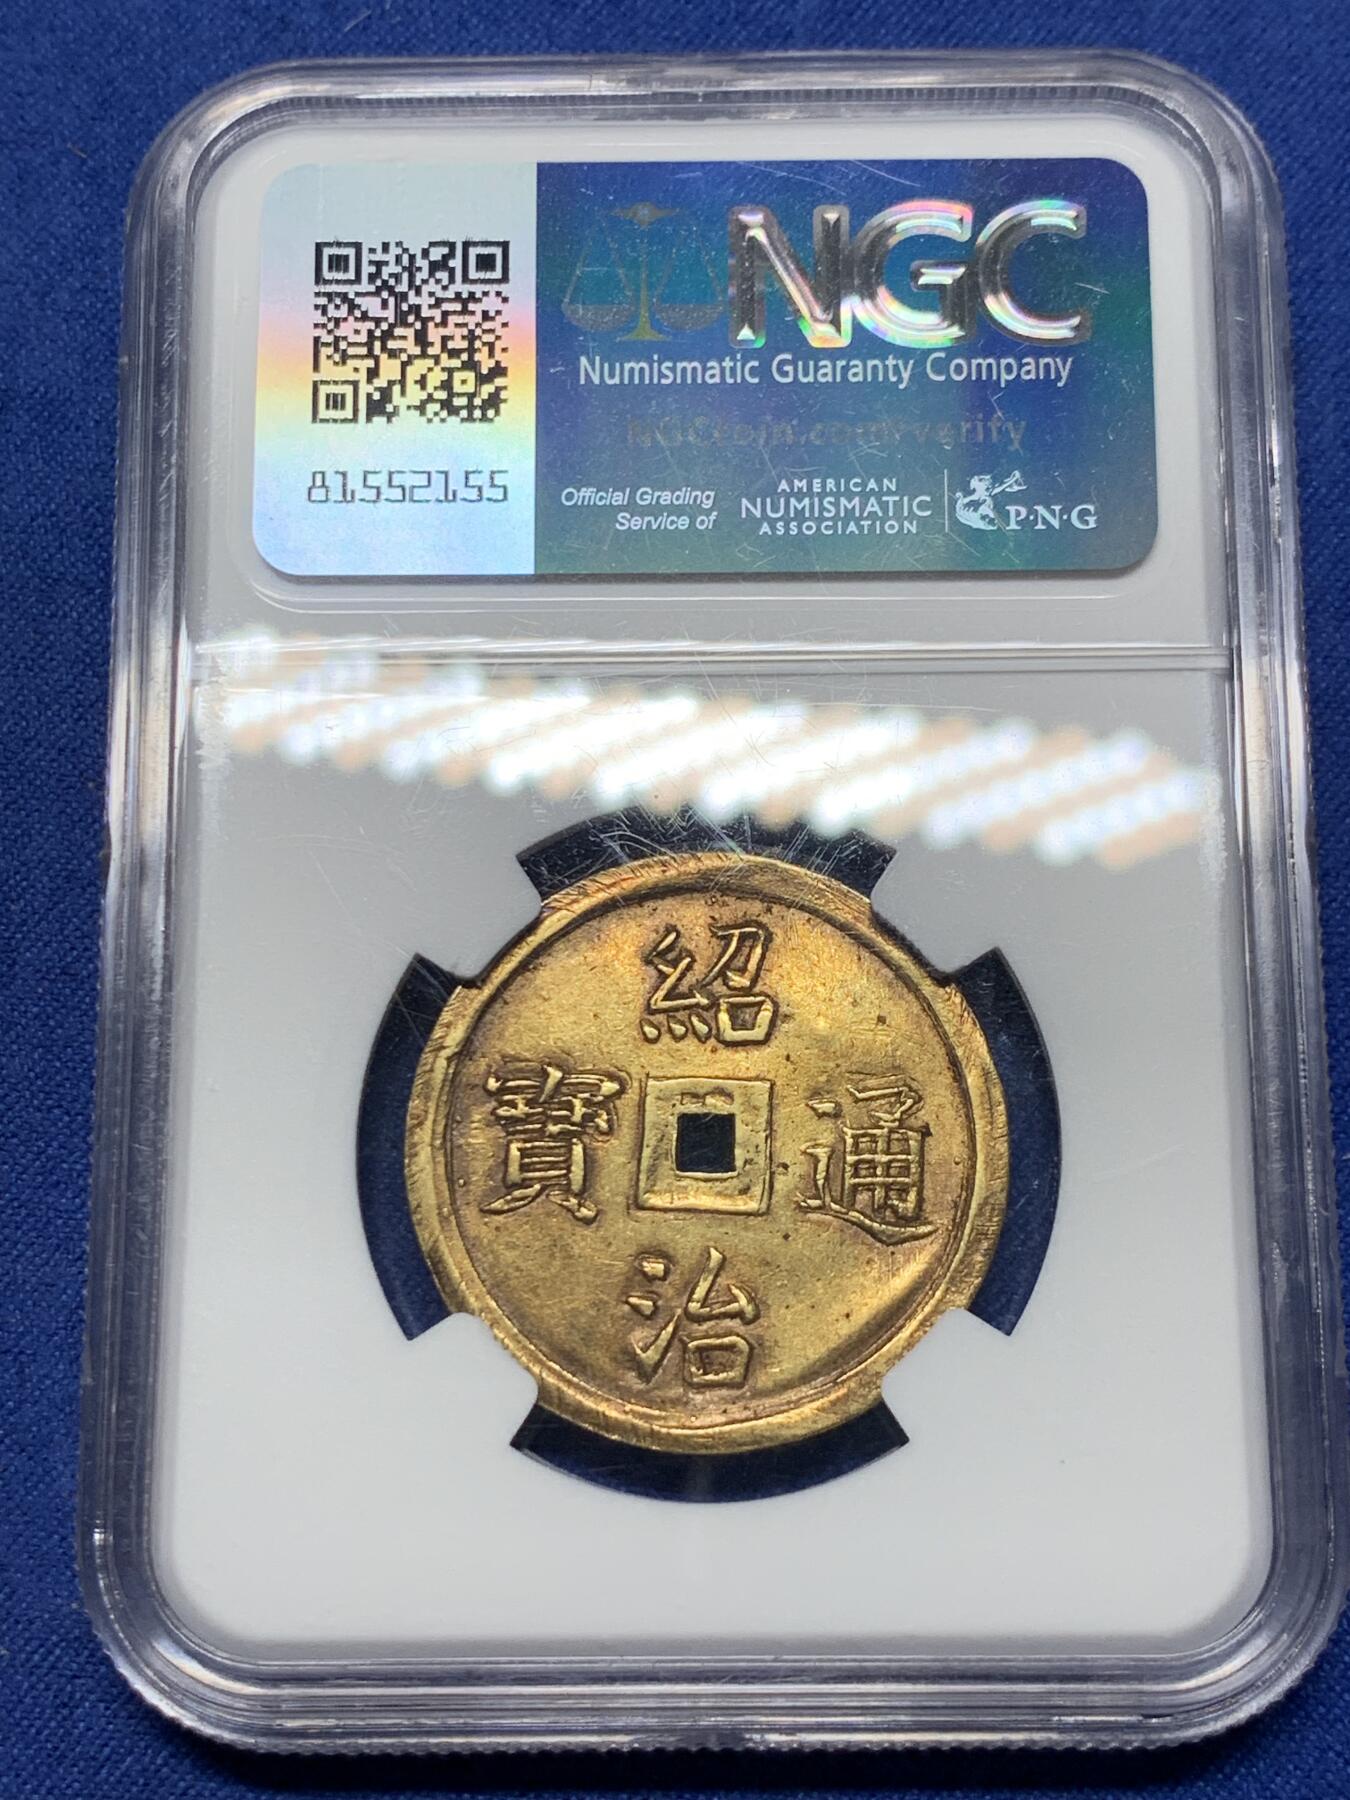 NGC
Numismatic Guaranty Company
NGCcoin.com/verify
81552155
Official Grading
Service of
AMERICAN
NUMISMATIC
ASSOCIATION
P·N·G
紹
寶 通
治